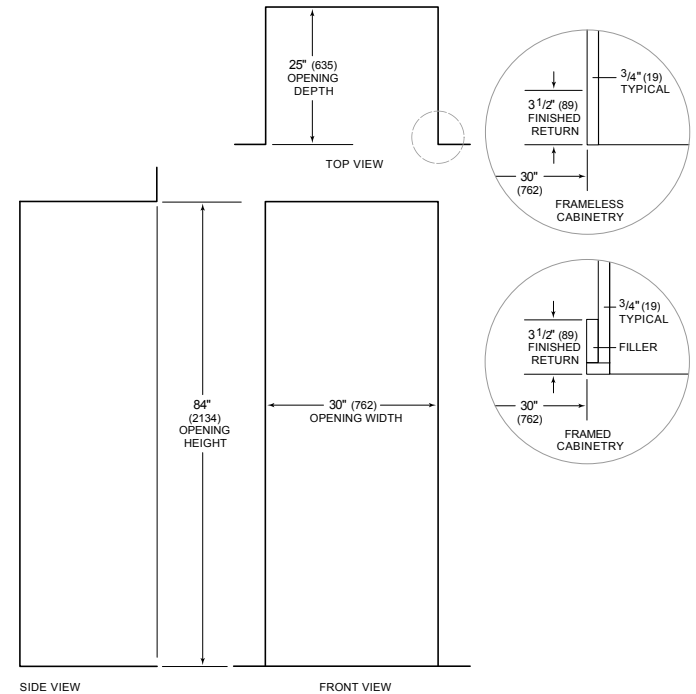 25" (635)
OPENING
DEPTH
TOP VIEW
3/4" (19)
TYPICAL
3 1/2" (89)
FINISHED
RETURN
30"
(762)
FRAMELESS
CABINETRY
3/4" (19)
TYPICAL
3 1/2" (89)
FINISHED
RETURN
FILLER
30"
(762)
FRAMED
CABINETRY
84"
(2134)
OPENING
HEIGHT
30" (762)
OPENING WIDTH
SIDE VIEW
FRONT VIEW